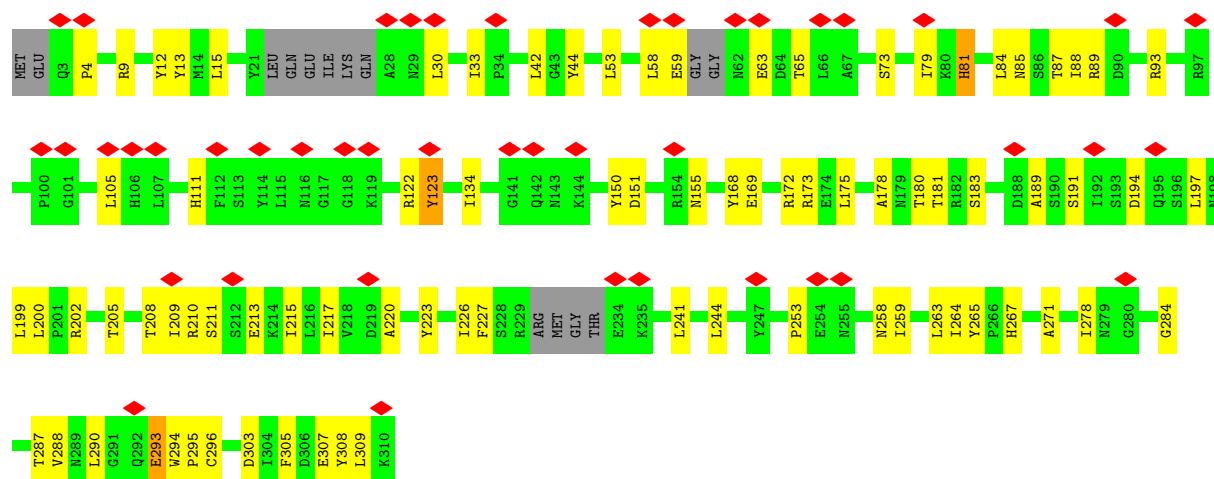 MET GLU Q3 P4 R9 Y12 Y13 M14 L15 Y21 LEU GLN GLU ILE LYS GLN A28 N29 L30 I33 P34 L42 G43 Y44 L53 L58 E59 GLY GLY N62 E63 D64 T65 L66 A67 S73 I79 K80 H81 L84 N85 S86 T87 I88 R89 D90 R93 R97
P100 G101 L105 H106 L107 H111 F112 S113 Y114 L115 N116 G117 G118 K119 R122 Y123 I134 G141 Q142 N143 K144 Y150 D151 R154 N155 Y168 E169 R172 R173 E174 L175 A178 N179 T180 T181 R182 S183 D188 A189 S190 S191 I192 S193 D194 Q195 S196 L197 N198
L199 L200 P201 R202 T205 T208 I209 R210 S211 S212 E213 K214 I215 L216 I217 V218 D219 A220 Y223 I226 F227 S228 R229 ARG MET GLY THR E234 K235 L241 L244 Y247 P253 E254 N255 N258 I259 L263 I264 Y265 P266 H267 A271 I278 N279 G280 G284
T287 V288 N289 L290 G291 Q292 E293 W294 P295 C296 D303 I304 F305 D306 E307 Y308 L309 K310